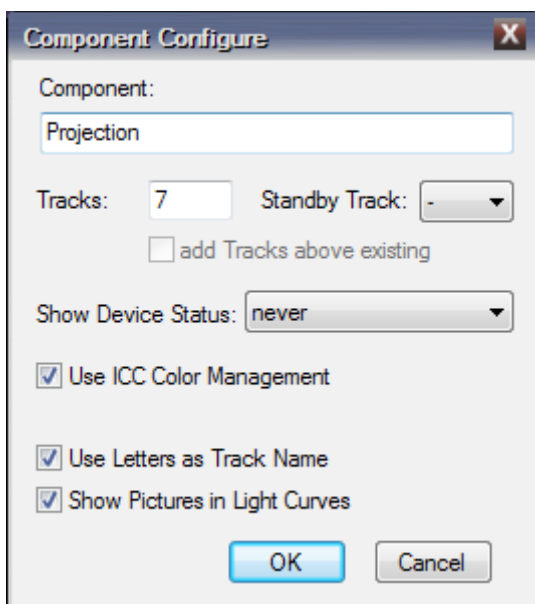 Component Configure
Component:
Projection
Tracks: 7 Standby Track: -
add Tracks above existing
Show Device Status: never
Use ICC Color Management
Use Letters as Track Name
Show Pictures in Light Curves
OK Cancel